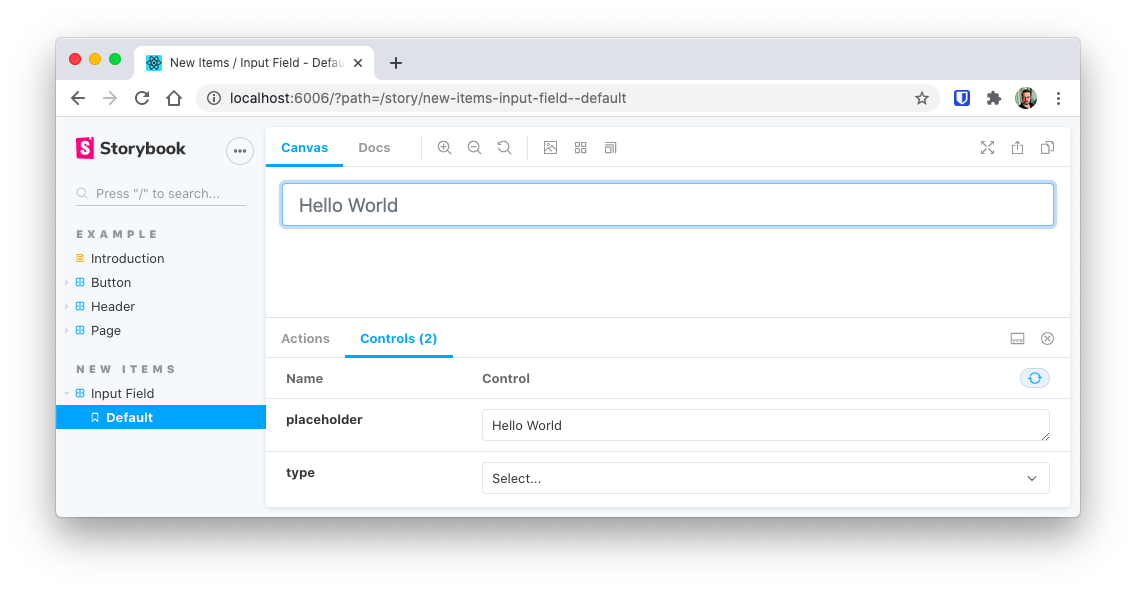 New Items / Input Field - Defau
localhost:6006/?path=/story/new-items-input-field--default
Storybook
Canvas
Docs
Press "/" to search...
Hello World
EXAMPLE
Introduction
Button
Header
Page
Actions
Controls (2)
NEW ITEMS
Name
Control
Input Field
Default
placeholder
Hello World
type
Select...